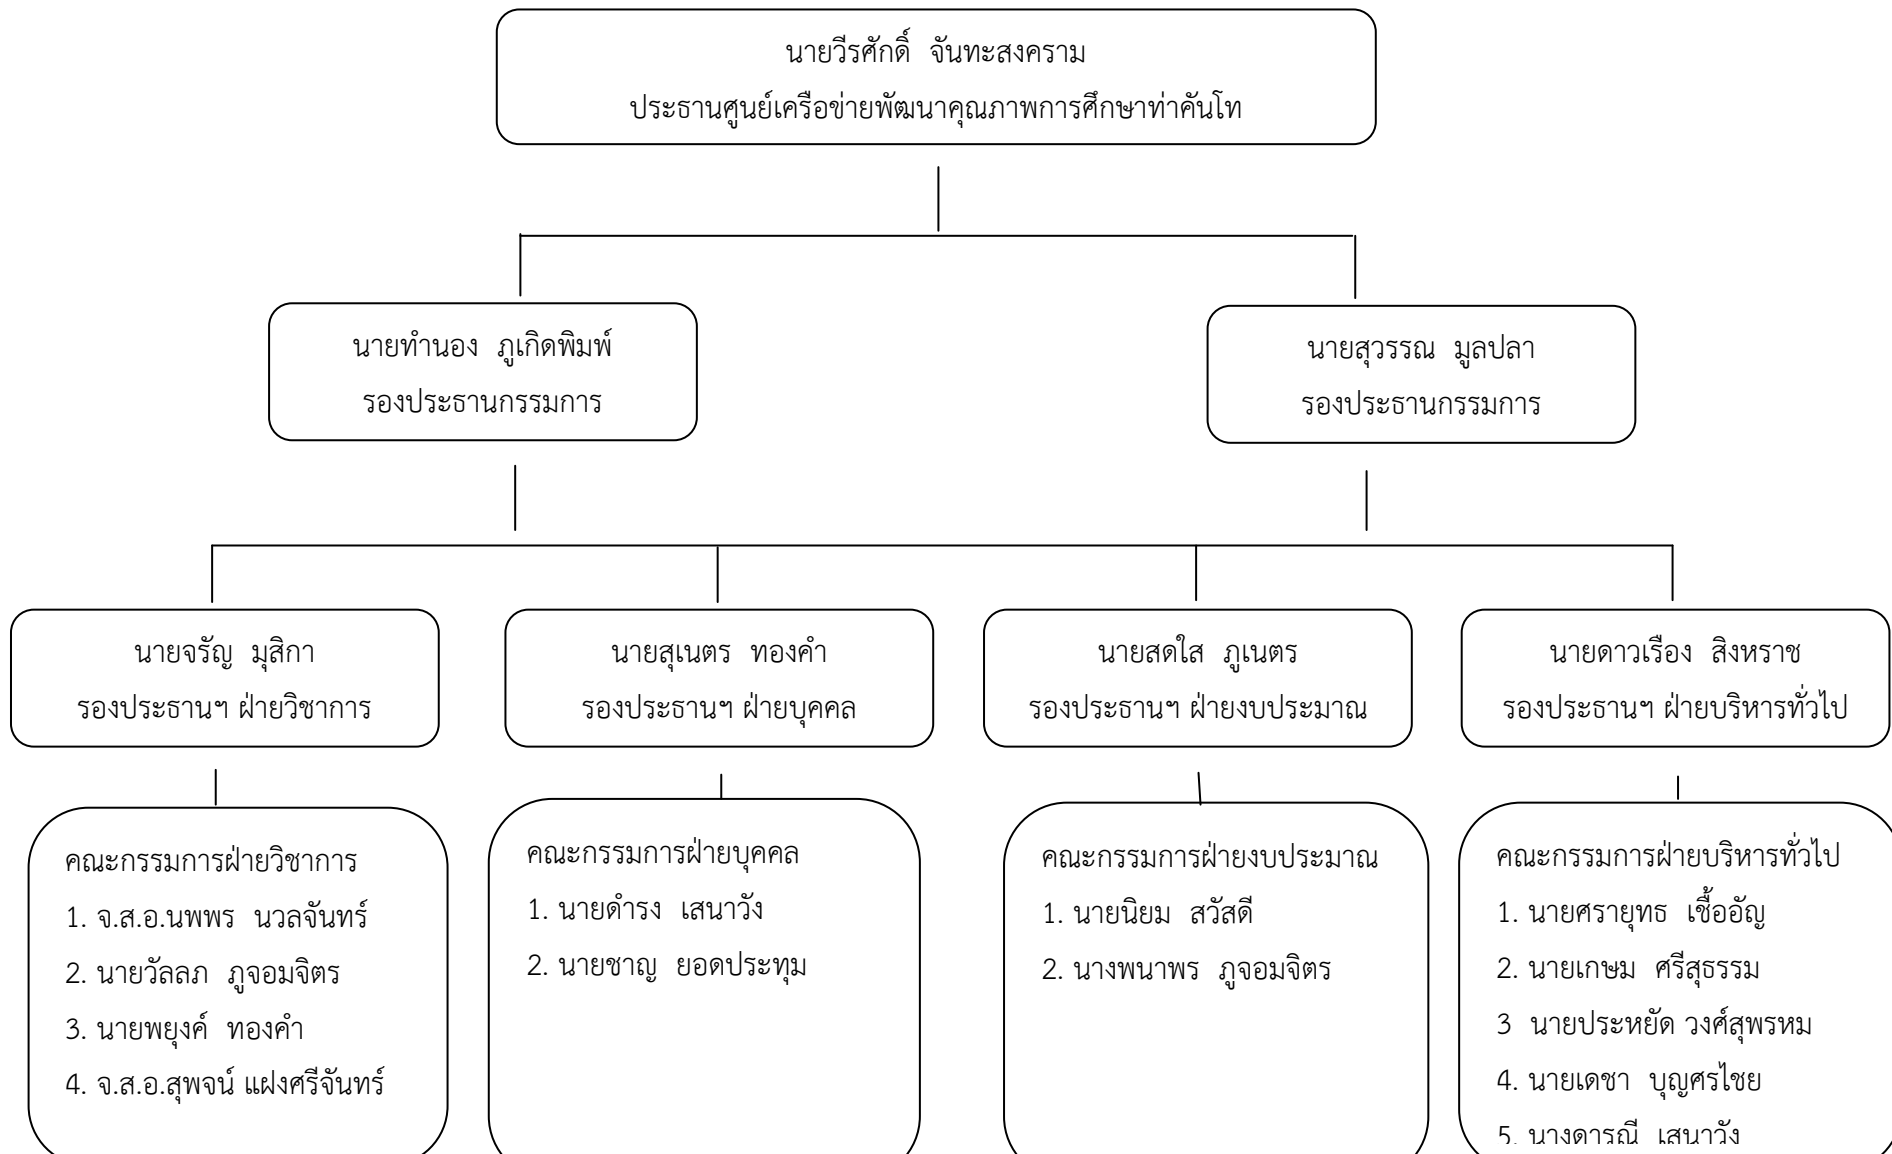 นายวีรศักดิ์ จันทะสงคราม
ประธานศูนย์เครือข่ายพัฒนาคุณภาพการศึกษาท่าคันโท
นายทำนอง ภูเกิดพิมพ์
รองประธานกรรมการ
นายสุวรรณ มูลปลา
รองประธานกรรมการ
นายจรัญ มุสิกา
รองประธานฯ ฝ่ายวิชาการ
นายสุเนตร ทองคำ
รองประธานฯ ฝ่ายบุคคล
นายสดใส ภูเนตร
รองประธานฯ ฝ่ายงบประมาณ
นายดาวเรือง สิงหราช
รองประธานฯ ฝ่ายบริหารทั่วไป
คณะกรรมการฝ่ายวิชาการ
1. จ.ส.อ.นพพร นวลจันทร์
2. นายวัลลภ ภูจอมจิตร
3. นายพยุงค์ ทองคำ
4. จ.ส.อ.สุพจน์ แฝงศรีจันทร์
คณะกรรมการฝ่ายบุคคล
1. นายดำรง เสนาวัง
2. นายชาญ ยอดประทุม
คณะกรรมการฝ่ายงบประมาณ
1. นายนิยม สวัสดี
2. นางพนาพร ภูจอมจิตร
คณะกรรมการฝ่ายบริหารทั่วไป
1. นายศรายุทธ เชื้ออัญ
2. นายเกษม ศรีสุธรรม
3 นายประหยัด วงศ์สุพรหม
4. นายเดชา บุญศรไชย
5. นางดารณี เสนาวัง